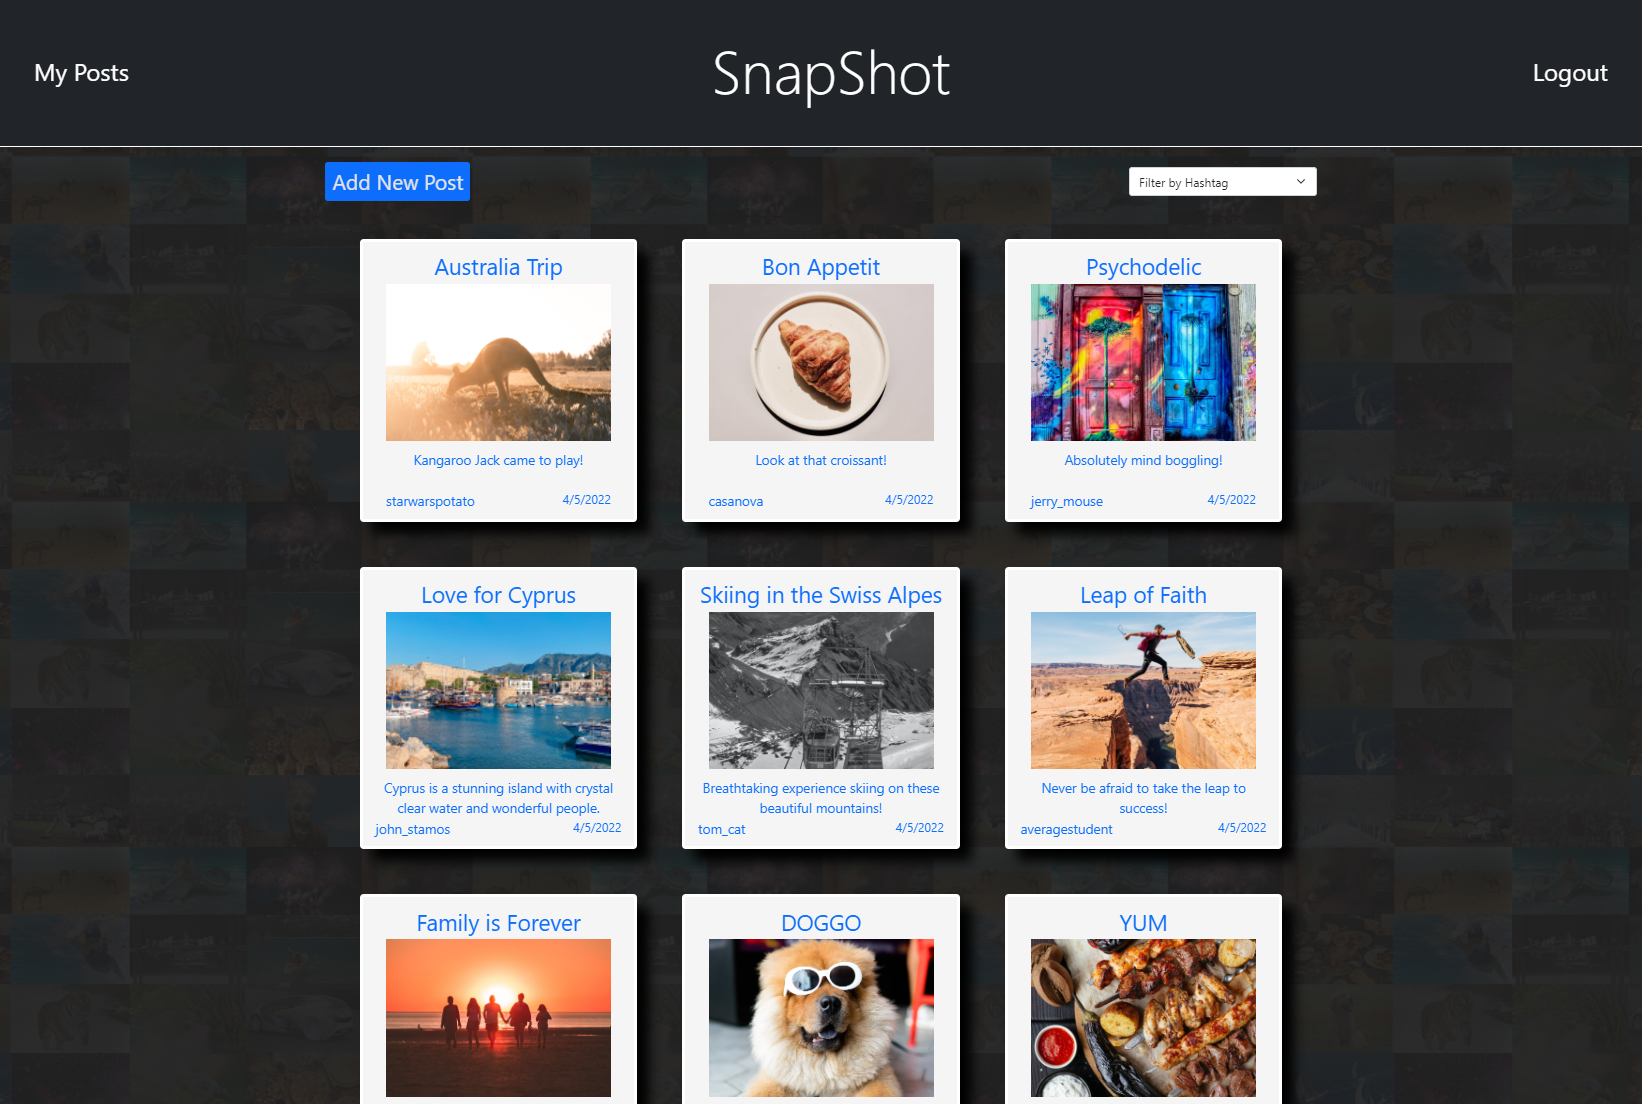 My Posts
SnapShot
Logout
Add New Post
Filter by Hashtag
Australia Trip
Kangaroo Jack came to play!
starwarspotato
4/5/2022
Bon Appetit
Look at that croissant!
casanova
4/5/2022
Psychodelic
Absolutely mind boggling!
jerry_mouse
4/5/2022
Love for Cyprus
Cyprus is a stunning island with crystal
clear water and wonderful people.
john_stamos
4/5/2022
Skiing in the Swiss Alpes
Breathtaking experience skiing on these
beautiful mountains!
tom_cat
4/5/2022
Leap of Faith
Never be afraid to take the leap to
success!
averagestudent
4/5/2022
Family is Forever
DOGGO
YUM